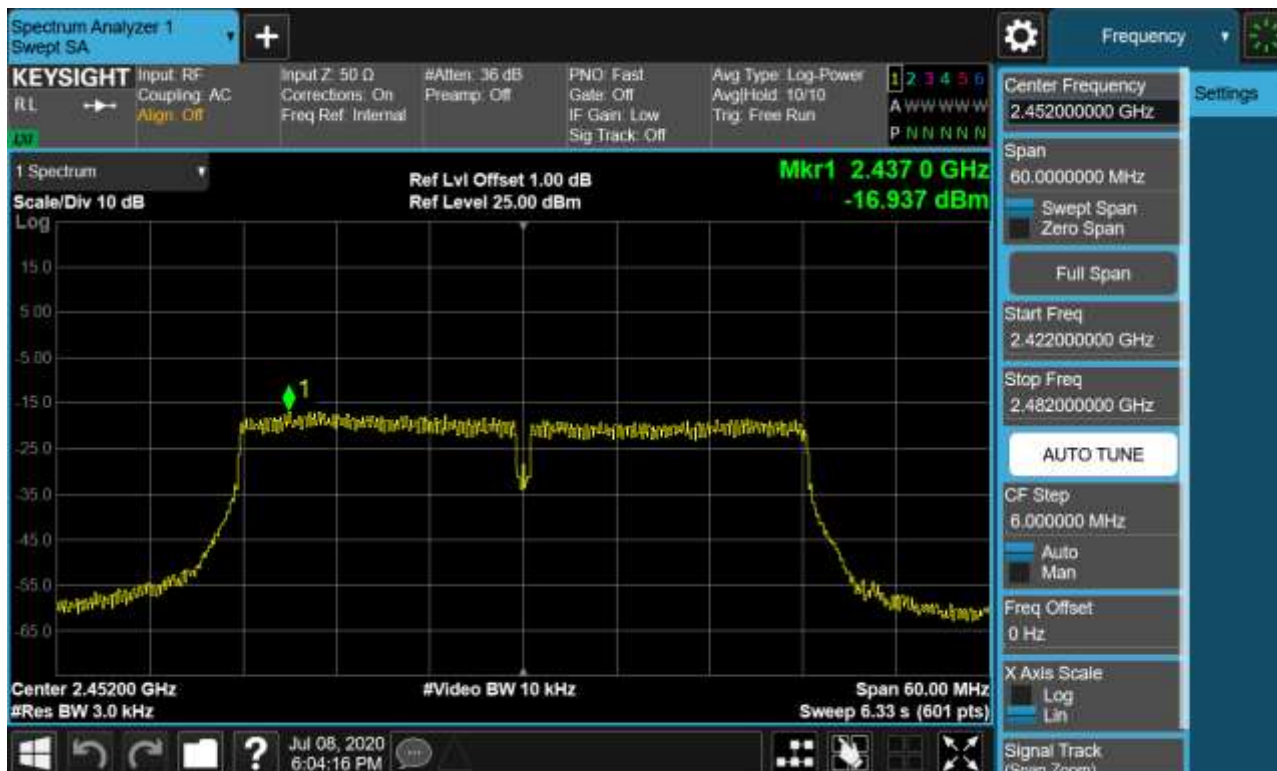 Spectrum Analyzer 1
Swept SA
+
Frequency
KEYSIGHT
RL
LXI
Input: RF
Coupling: AC
Align: Off
Input Z: 50 Ω
Corrections: On
Freq Ref: Internal
#Atten: 36 dB
Preamp: Off
PNO: Fast
Gate: Off
IF Gain: Low
Sig Track: Off
Avg Type: Log-Power
Avg|Hold: 10/10
Trig: Free Run
1 2 3 4 5 6
A W W W W W
P N N N N N
1 Spectrum
Scale/Div 10 dB
Log
Ref Lvl Offset 1.00 dB
Ref Level 25.00 dBm
Mkr1 2.437 0 GHz
-16.937 dBm
15.0
5.00
-5.00
-15.0
-25.0
-35.0
-45.0
-55.0
-65.0
1
Center 2.45200 GHz
#Res BW 3.0 kHz
#Video BW 10 kHz
Span 60.00 MHz
Sweep 6.33 s (601 pts)
Center Frequency
2.452000000 GHz
Settings
Span
60.0000000 MHz
Swept Span
Zero Span
Full Span
Start Freq
2.422000000 GHz
Stop Freq
2.482000000 GHz
AUTO TUNE
CF Step
6.000000 MHz
Auto
Man
Freq Offset
0 Hz
X Axis Scale
Log
Lin
Signal Track
(Span Zoom)
?
Jul 08, 2020
6:04:16 PM